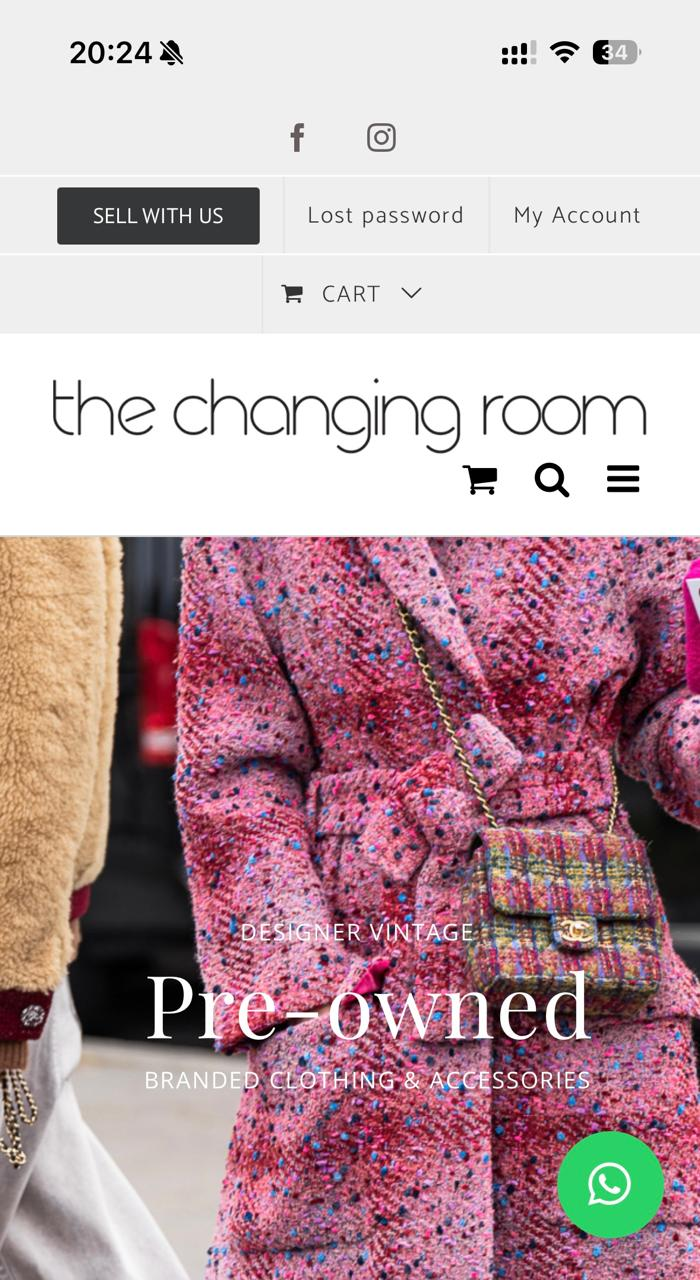 20:24
34
SELL WITH US
Lost password
My Account
CART
the changing room
DESIGNER VINTAGE
Pre-owned
BRANDED CLOTHING & ACCESSORIES